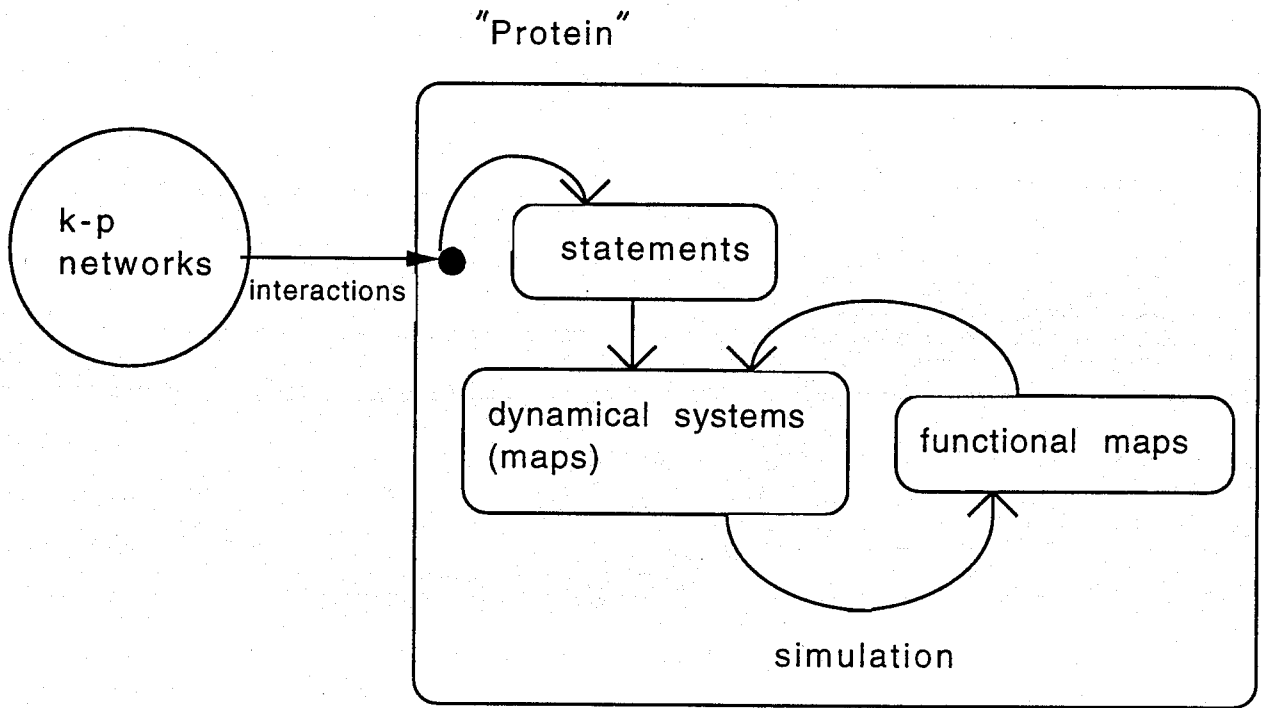 "Protein"
k-p
networks
interactions
statements
dynamical systems
(maps)
functional maps
simulation